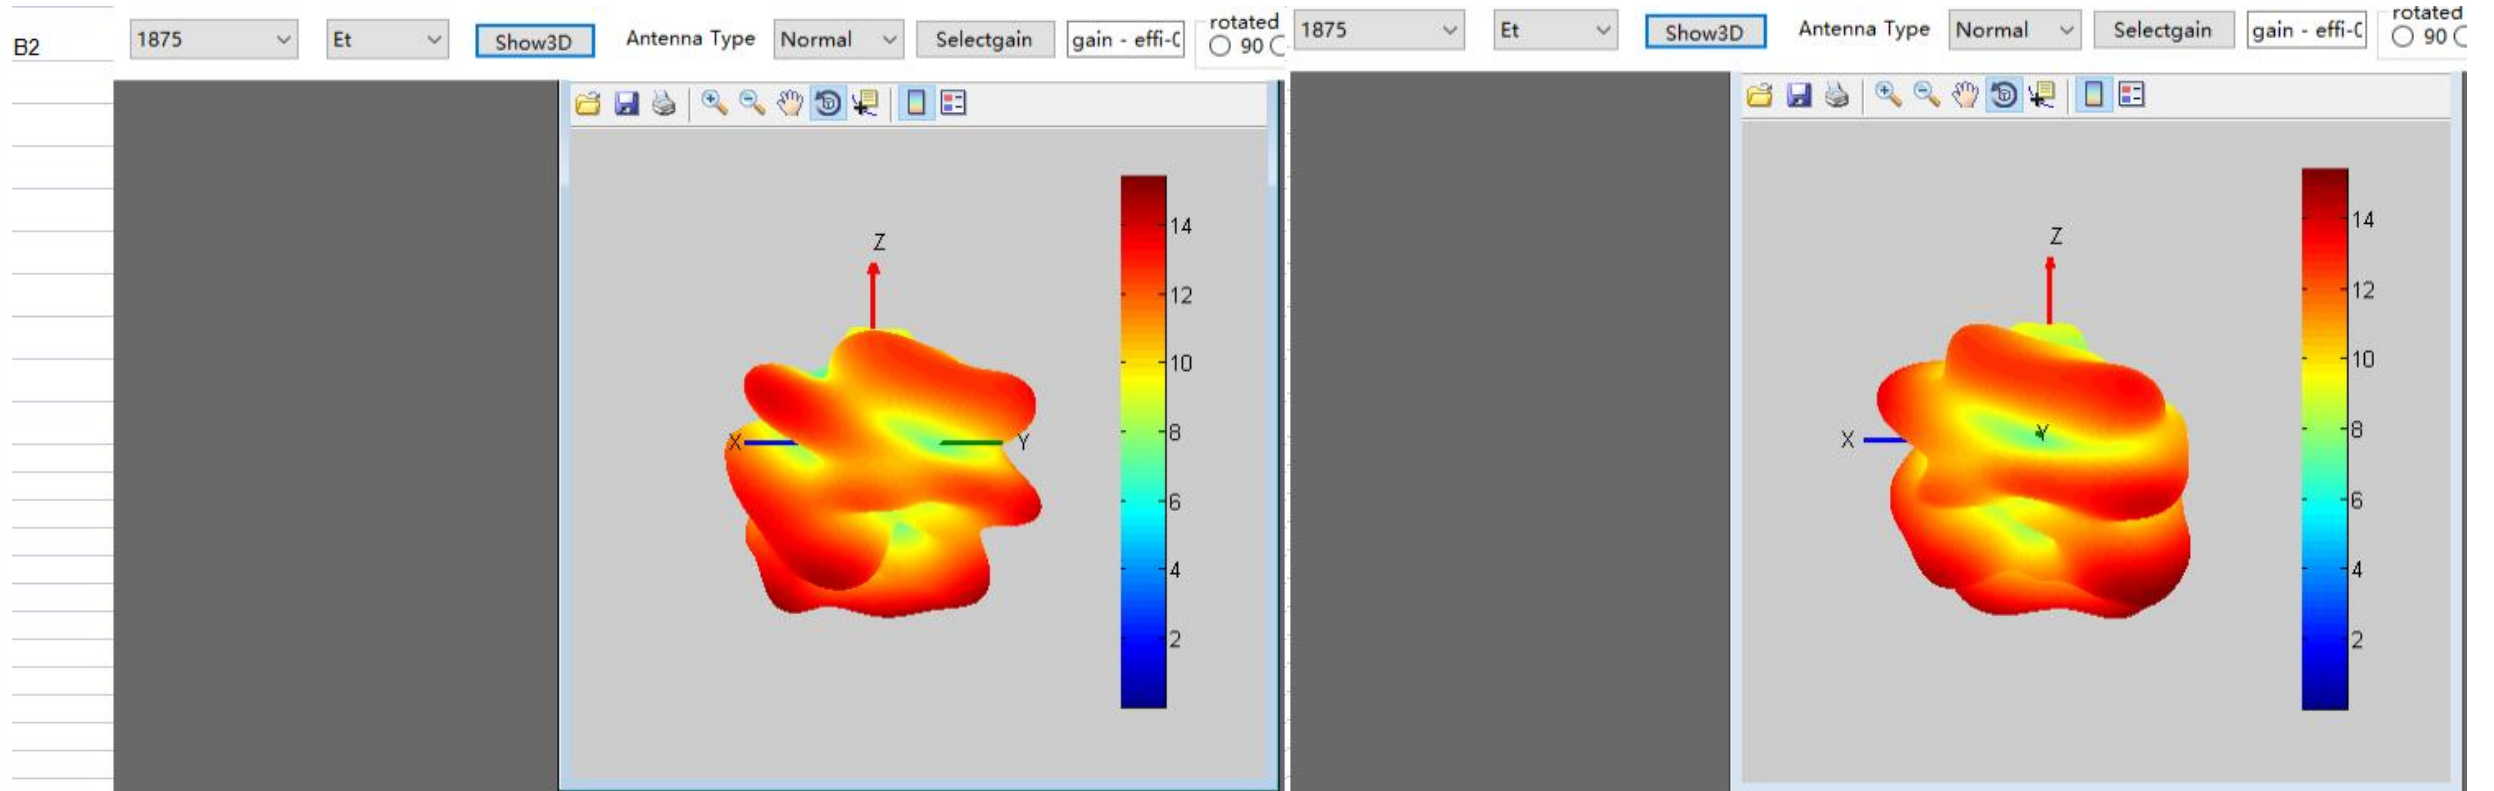 B2
1875 Et Show3D Antenna Type Normal Selectgain gain - effi-C rotated
90
Z
X Y
14
12
10
8
6
4
2
1875 Et Show3D Antenna Type Normal Selectgain gain - effi-C rotated
90
Z
X Y
14
12
10
8
6
4
2